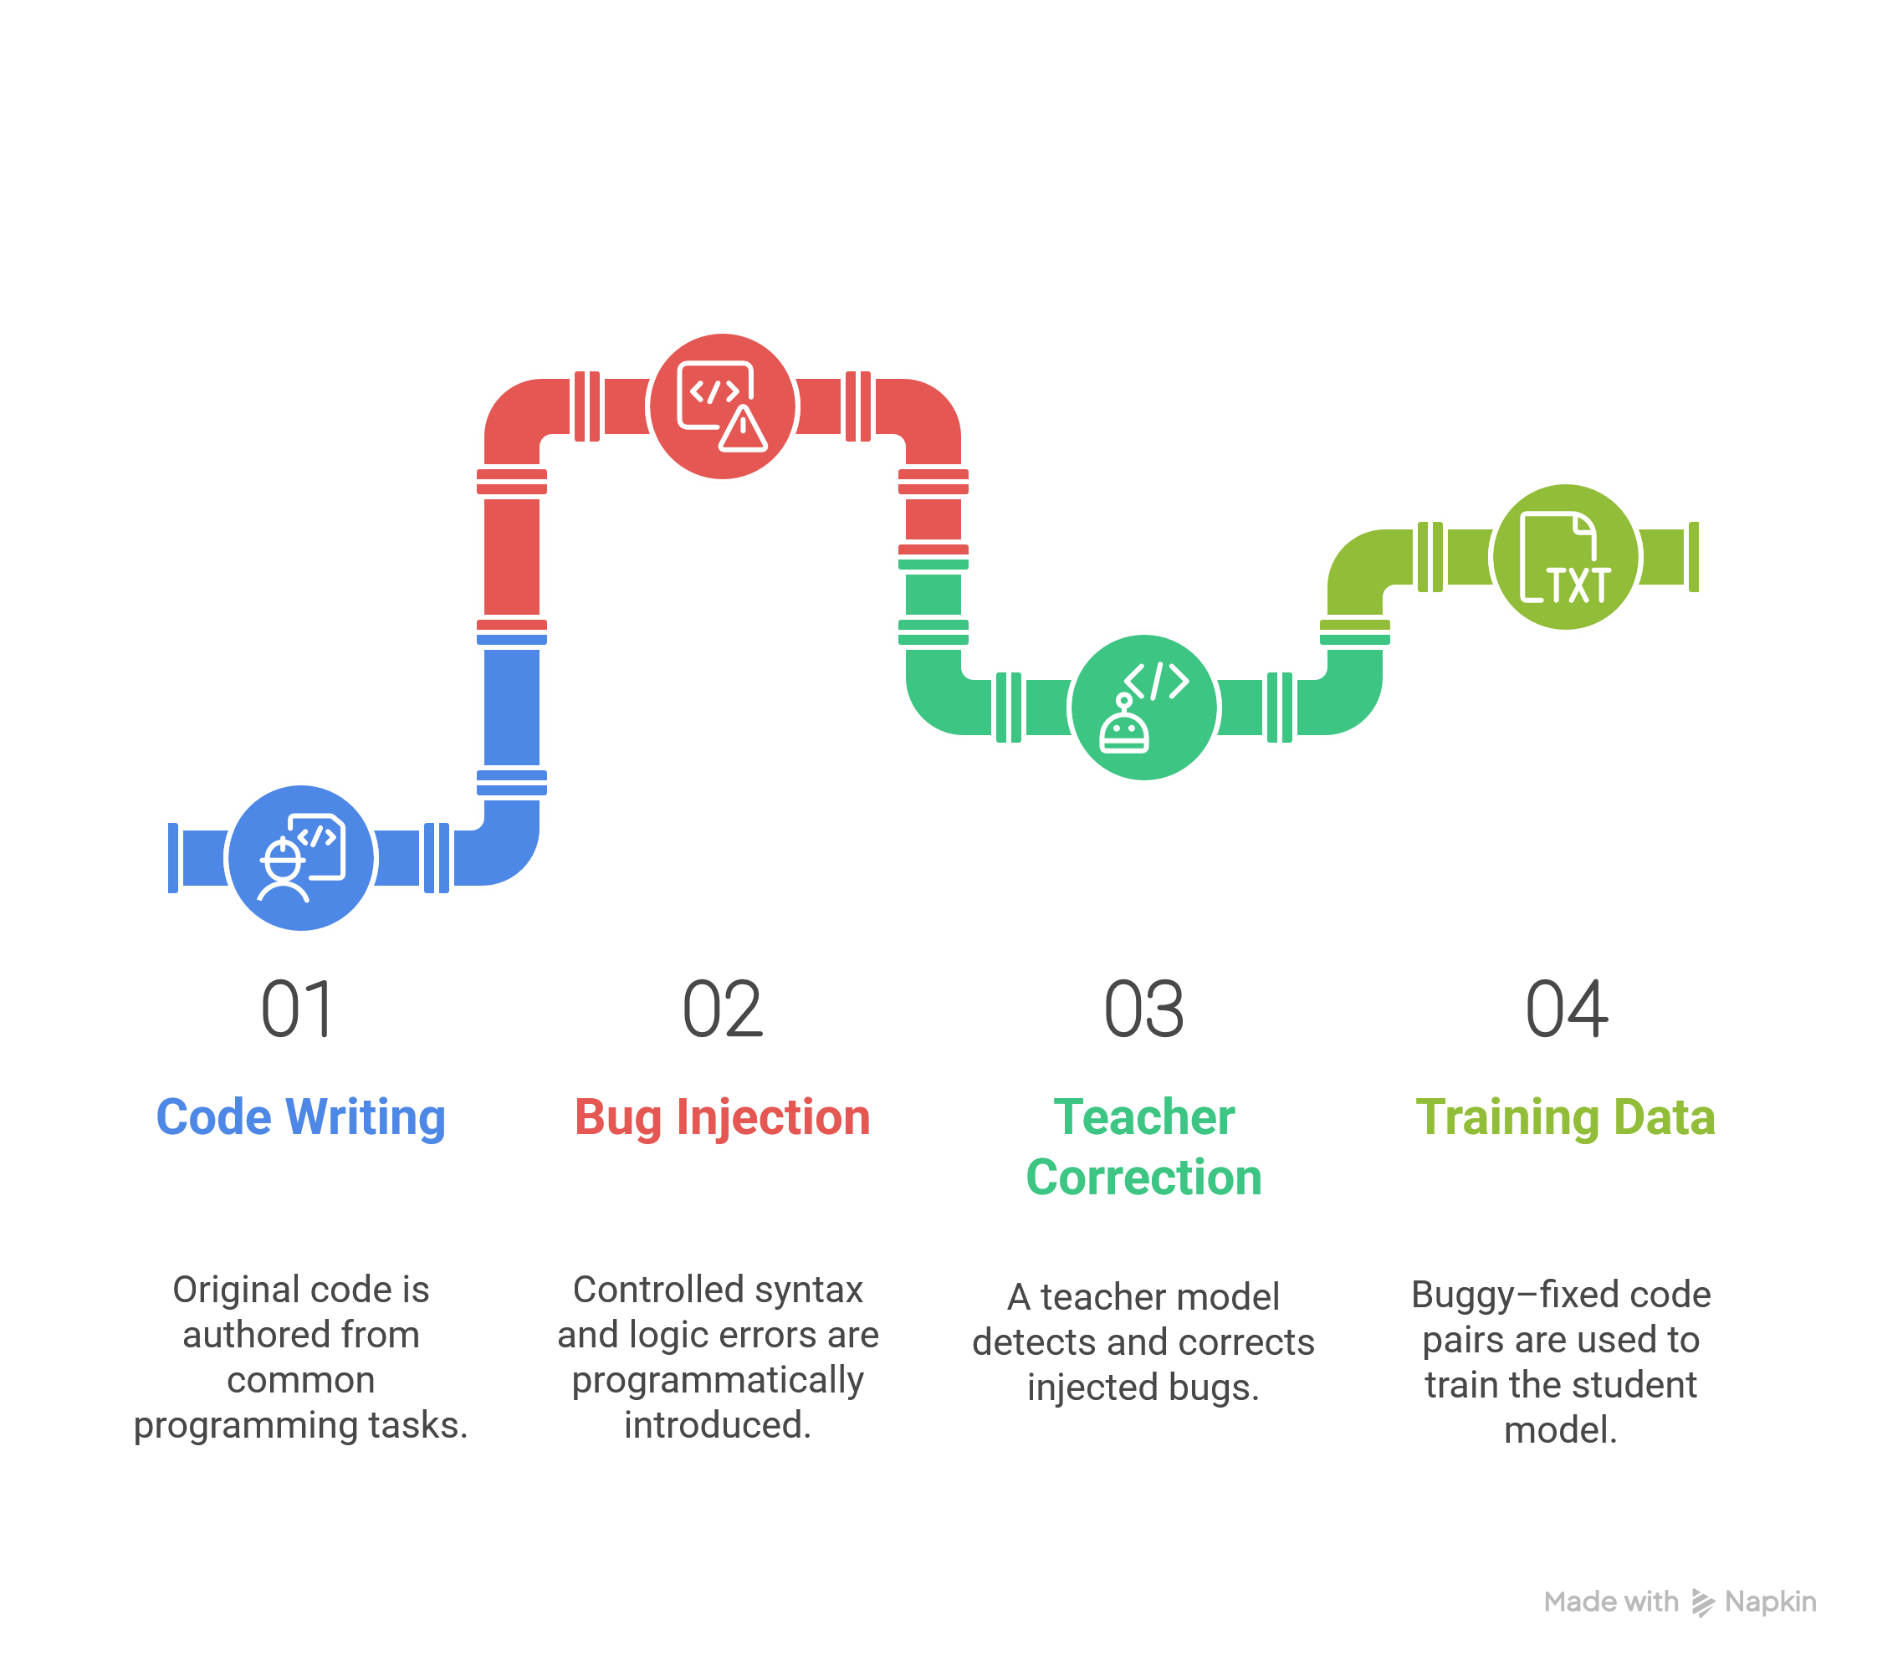 </>
</>
</>
TXT
01
Code Writing
Original code is
authored from
common
programming tasks.
02
Bug Injection
Controlled syntax
and logic errors are
programmatically
introduced.
03
Teacher
Correction
A teacher model
detects and corrects
injected bugs.
04
Training Data
Buggy–fixed code
pairs are used to
train the student
model.
Made with Napkin